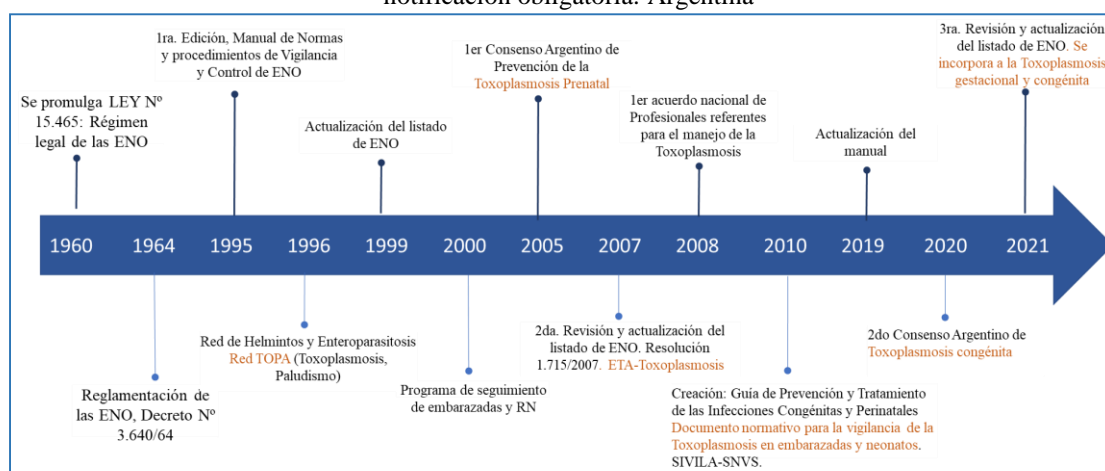 notificación obligatoria. Argentina
1ra. Edición, Manual de Normas
y procedimientos de Vigilancia
y Control de ENO
1er Consenso Argentino de
Prevención de la
Toxoplasmosis Prenatal
3ra. Revisión y actualización
del listado de ENO. Se
incorpora a la Toxoplasmosis
gestacional y congénita
Se promulga LEY Nº
15.465: Régimen
legal de las ENO
Actualización del listado
de ENO
1er acuerdo nacional de
Profesionales referentes
para el manejo de la
Toxoplasmosis
Actualización del
manual
1960 1964 1995 1996 1999 2000 2005 2007 2008 2010 2019 2020 2021
Reglamentación de
las ENO, Decreto Nº
3.640/64
Red de Helmintos y Enteroparasitosis
Red TOPA (Toxoplasmosis,
Paludismo)
Programa de seguimiento
de embarazadas y RN
2da. Revisión y actualización del
listado de ENO. Resolución
1.715/2007. ETA-Toxoplasmosis
Creación: Guía de Prevención y Tratamiento
de las Infecciones Congénitas y Perinatales
Documento normativo para la vigilancia de la
Toxoplasmosis en embarazadas y neonatos.
SIVILA-SNVS.
2do Consenso Argentino de
Toxoplasmosis congénita